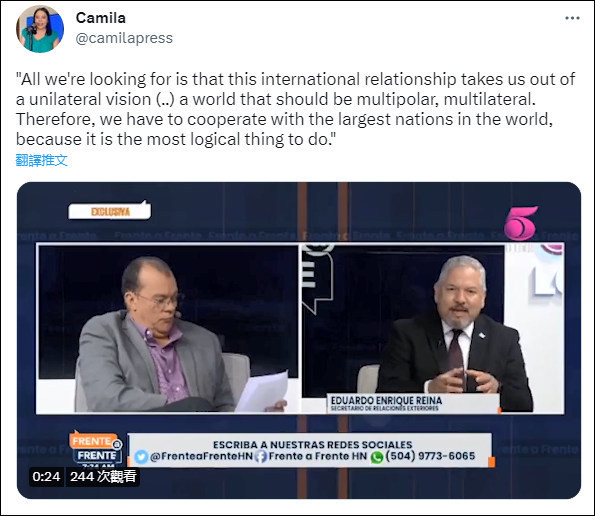 Camila
@camilapress
"All we're looking for is that this international relationship takes us out of
a unilateral vision (..) a world that should be multipolar, multilateral.
Therefore, we have to cooperate with the largest nations in the world,
because it is the most logical thing to do."
翻譯推文
EXCLUSIVA
5
EDUARDO ENRIQUE REINA
SECRETARIO DE RELACIONES EXTERIORES
FRENTE a
FRENTE
7:74 AM
ESCRIBA A NUESTRAS REDES SOCIALES
@FrenteaFrenteHN Frente a Frente HN (504) 9773-6065
0:24 244 次觀看